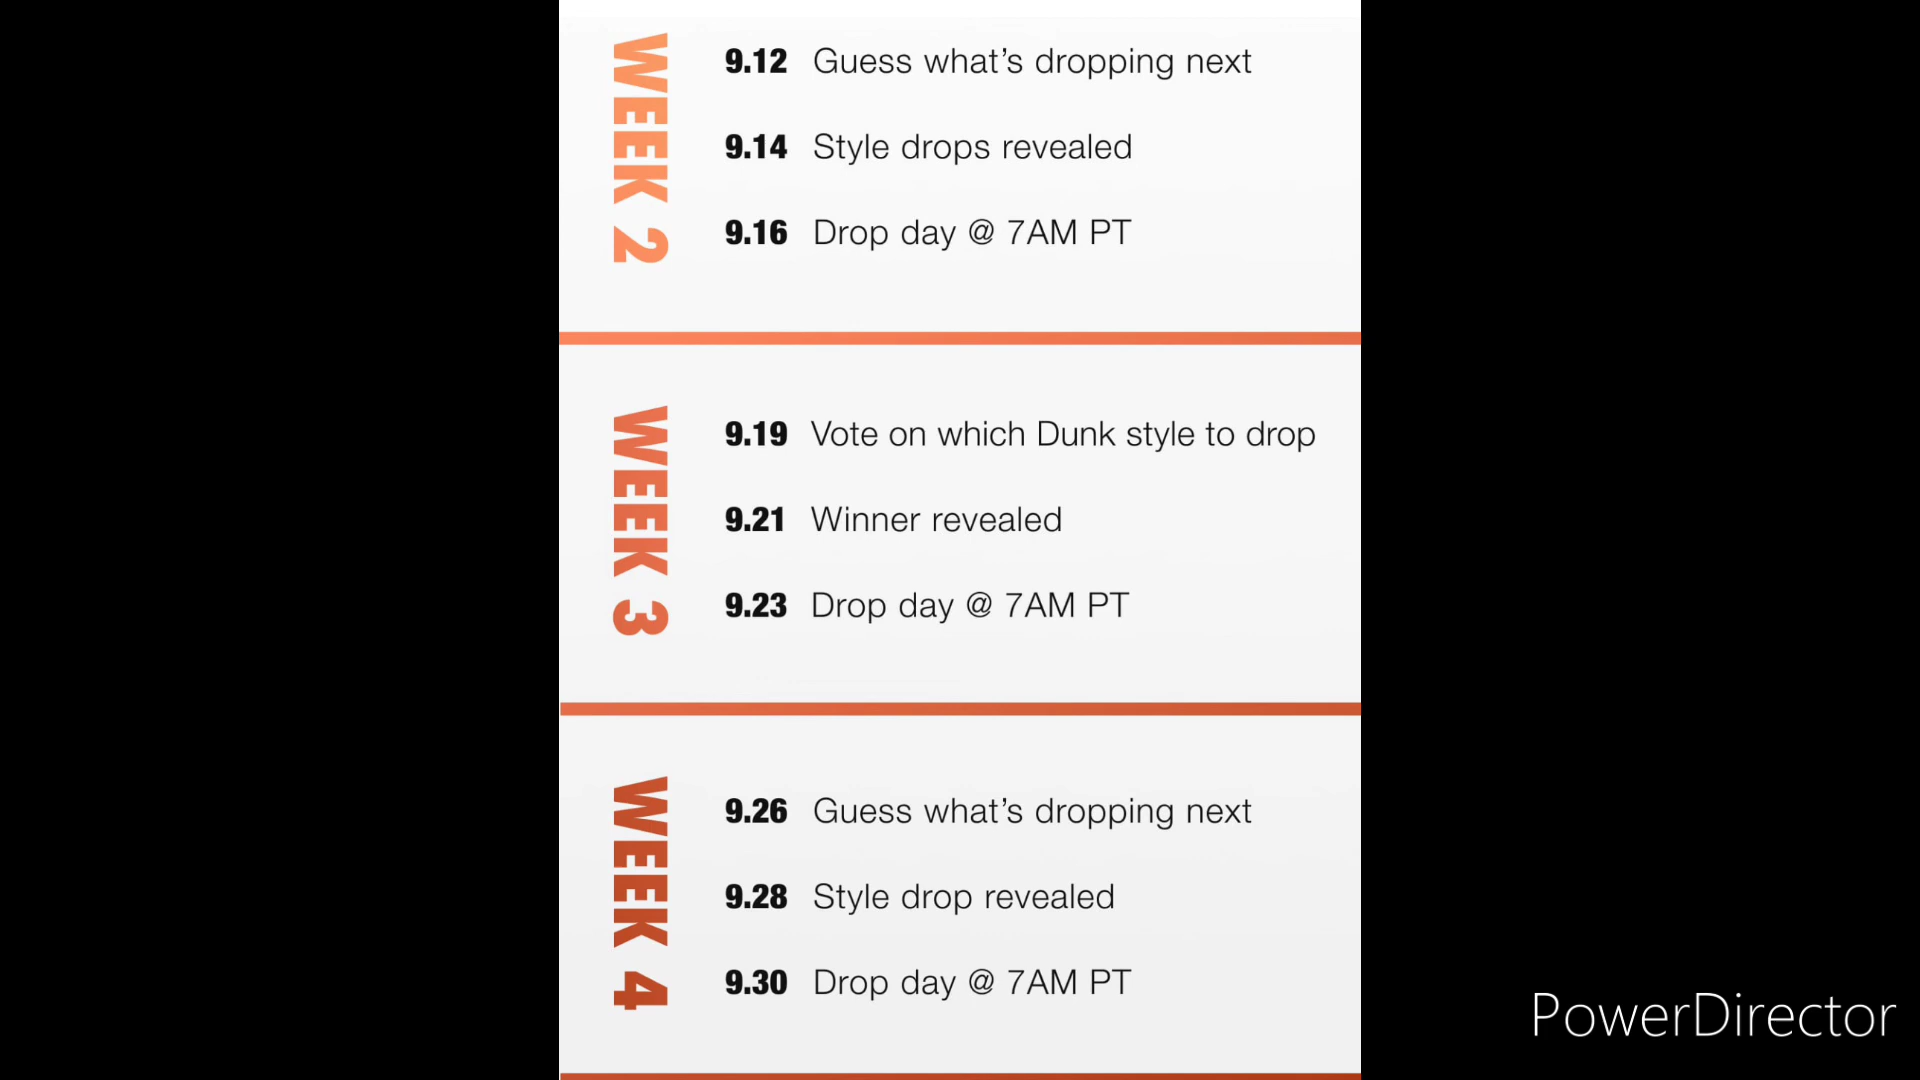 WEEK 2
9.12 Guess what's dropping next
9.14 Style drops revealed
9.16 Drop day @ 7AM PT
WEEK 3
9.19 Vote on which Dunk style to drop
9.21 Winner revealed
9.23 Drop day @ 7AM PT
WEEK 4
9.26 Guess what's dropping next
9.28 Style drop revealed
9.30 Drop day @ 7AM PT
PowerDirector